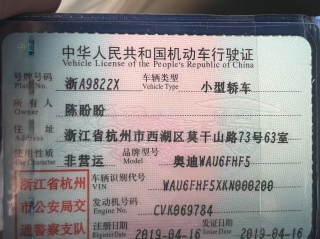 中华人民共和国机动车行驶证
Vehicle License of the People's Republic of China
号牌号码 浙A9822X 车辆类型 小型轿车
Plate No. Vehicle Type
所有人 陈盼盼
Owner
住址 浙江省杭州市西湖区莫干山路73号63室
Address
使用性质 非营运 品牌型号 奥迪WAU6FHF5
Use Character Model
浙江省杭州 车辆识别代号 WAU6FHF5XKN000200
VIN
市公安局交 发动机号码 CVK069784
Engine No.
通警察支队 注册日期 2019-04-16 发证日期 2019-04-16
Register Date Issue Date